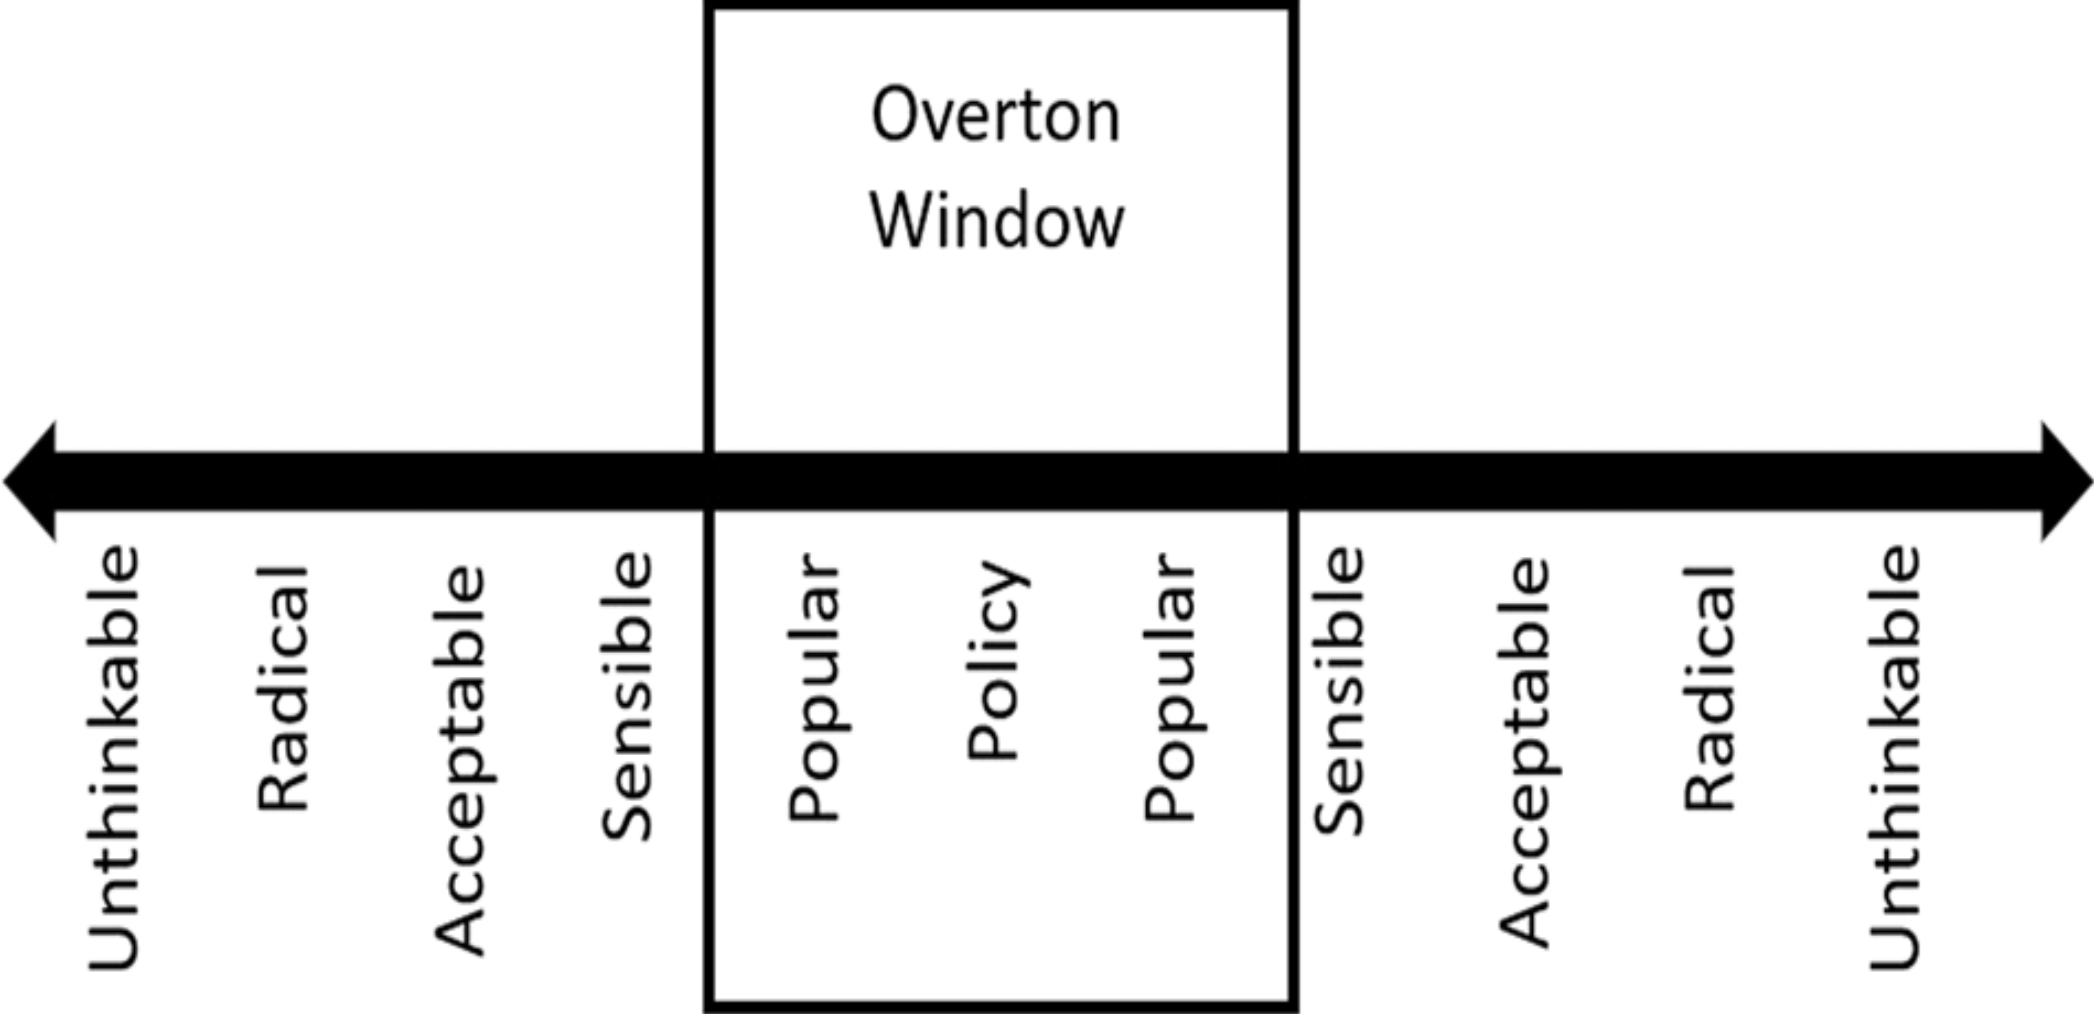 Overton
Window
Unthinkable
Radical
Acceptable
Sensible
Popular
Policy
Popular
Sensible
Acceptable
Radical
Unthinkable